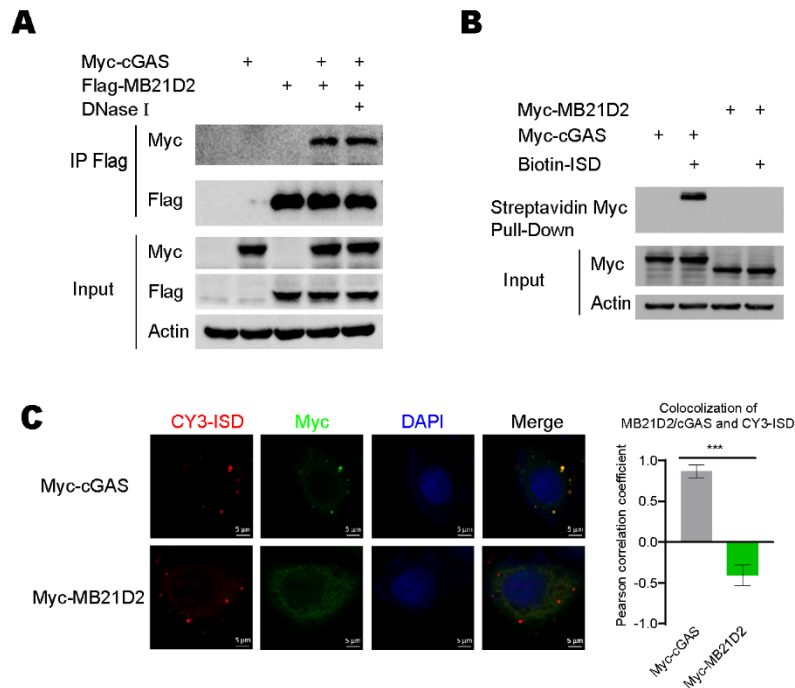 A
Myc-cGAS + + +
Flag-MB21D2 + + +
DNase I +
IP Flag
Myc
Flag
Input
Myc
Flag
Actin
B
Myc-MB21D2 + +
Myc-cGAS + +
Biotin-ISD + +
Streptavidin Myc
Pull-Down
Input
Myc
Actin
C
CY3-ISD Myc DAPI Merge
Myc-cGAS
5 μm 5 μm 5 μm 5 μm
Myc-MB21D2
5 μm 5 μm 5 μm 5 μm
Colocolization of
MB21D2/cGAS and CY3-ISD
***
Pearson correlation coefficient
1.0
0.5
0.0
-0.5
-1.0
Myc-cGAS
Myc-MB21D2